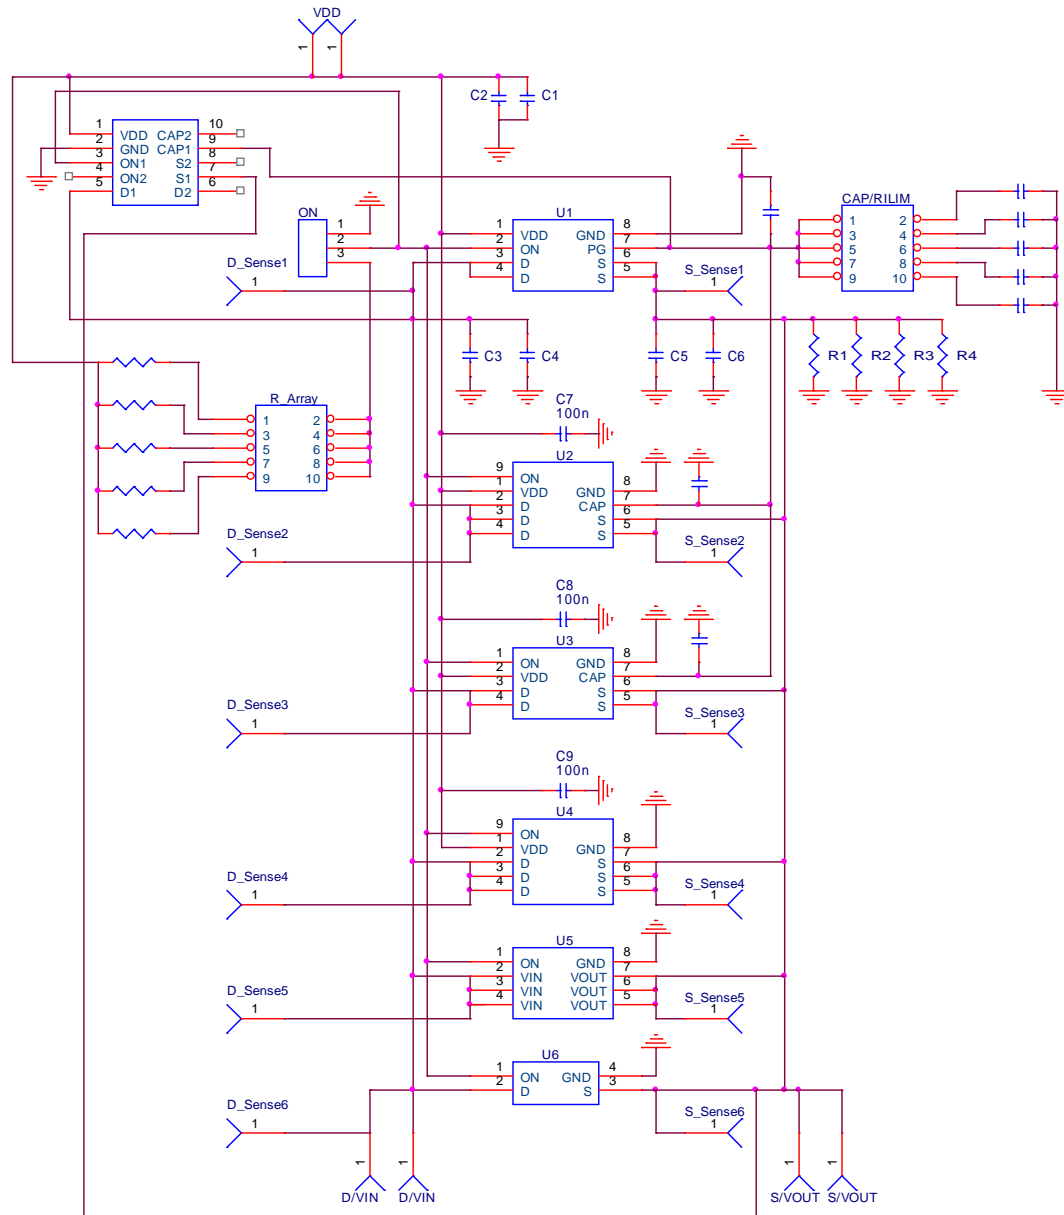 VDD
1 1
C2 C1
1 VDD CAP2 10
2 GND CAP1 9
3 ON1 S2 8
4 ON2 S1 7
5 D1 D2 6
ON
1
2
3
U1
1 VDD GND 8
2 ON PG 7
3 D S 6
4 D S 5
CAP/RILIM
1 2
3 4
5 6
7 8
9 10
D_Sense1
1
S_Sense1
1
C3 C4 C5 C6
R1 R2 R3 R4
R_Array
1 2
3 4
5 6
7 8
9 10
C7
100n
U2
9 ON
1 VDD GND 8
2 D CAP 7
3 D S 6
4 D S 5
D_Sense2
1
S_Sense2
1
C8
100n
U3
1 ON GND 8
2 VDD CAP 7
3 D S 6
4 D S 5
D_Sense3
1
S_Sense3
1
C9
100n
U4
9 ON
1 VDD GND 8
2 D S 7
3 D S 6
4 D S 5
D_Sense4
1
S_Sense4
1
U5
1 ON GND 8
2 VIN VOUT 7
3 VIN VOUT 6
4 VIN VOUT 5
D_Sense5
1
S_Sense5
1
U6
1 ON GND 4
2 D S 3
D_Sense6
1
S_Sense6
1
1 1 1 1
D/VIN D/VIN S/VOUT S/VOUT